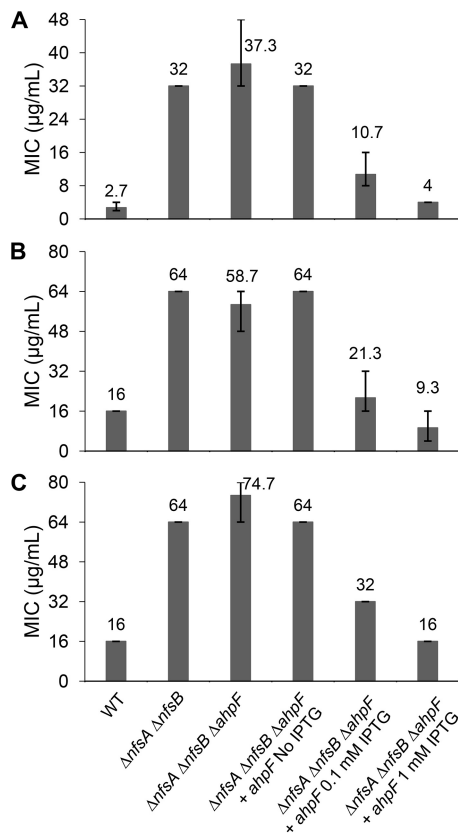 A
MIC (µg/mL)
48
40
32
24
16
8
0
2.7
32
37.3
32
10.7
4
B
MIC (µg/mL)
80
64
48
32
16
0
16
64
58.7
64
21.3
9.3
C
MIC (µg/mL)
80
64
48
32
16
0
16
64
74.7
64
32
16
WT
ΔnfsA ΔnfsB
ΔnfsA ΔnfsB ΔahpF
ΔnfsA ΔnfsB ΔahpF
+ ahpF No IPTG
ΔnfsA ΔnfsB ΔahpF
+ ahpF 0.1 mM IPTG
ΔnfsA ΔnfsB ΔahpF
+ ahpF 1 mM IPTG